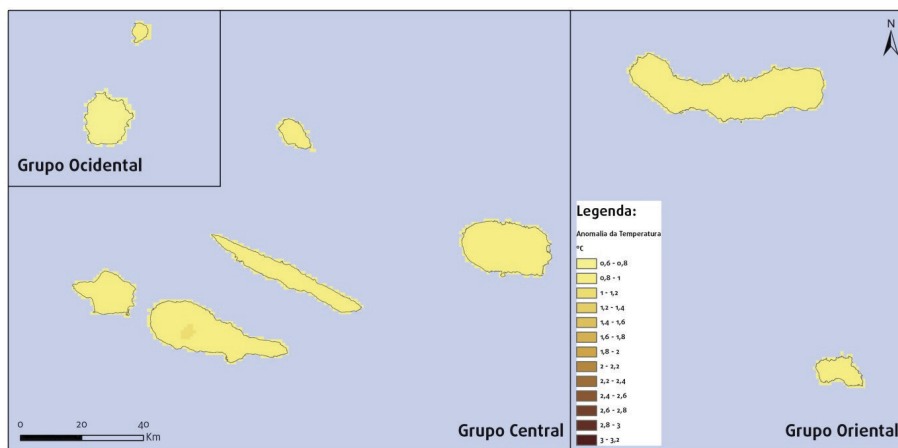 Grupo Ocidental
N
Legenda:
Anomalia da Temperatura
ºC
0,6 - 0,8
0,8 - 1
1 - 1,2
1,2 - 1,4
1,4 - 1,6
1,6 - 1,8
1,8 - 2
2 - 2,2
2,2 - 2,4
2,4 - 2,6
2,6 - 2,8
2,8 - 3
3 - 3,2
0 20 40
Km
Grupo Central
Grupo Oriental